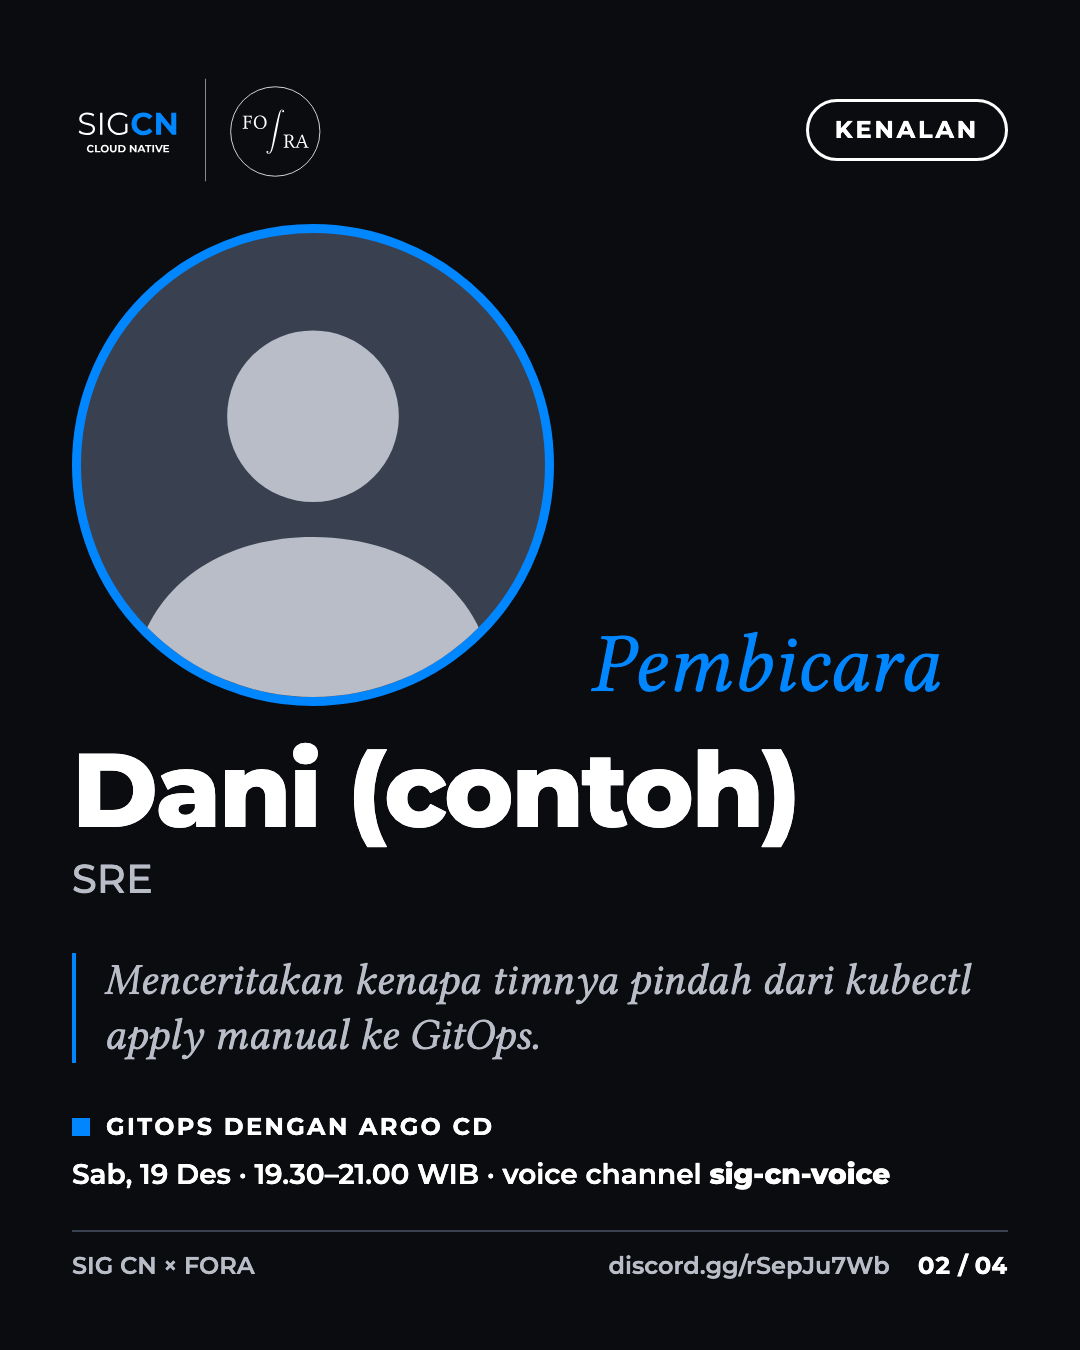 SIGCN
CLOUD NATIVE
FO
RA
KENALAN
Pembicara
Dani (contoh)
SRE
Menceritakan kenapa timnya pindah dari kubectl
apply manual ke GitOps.
GITOPS DENGAN ARGO CD
Sab, 19 Des · 19.30–21.00 WIB · voice channel sig-cn-voice
SIG CN × FORA
discord.gg/rSepJu7Wb 02 / 04